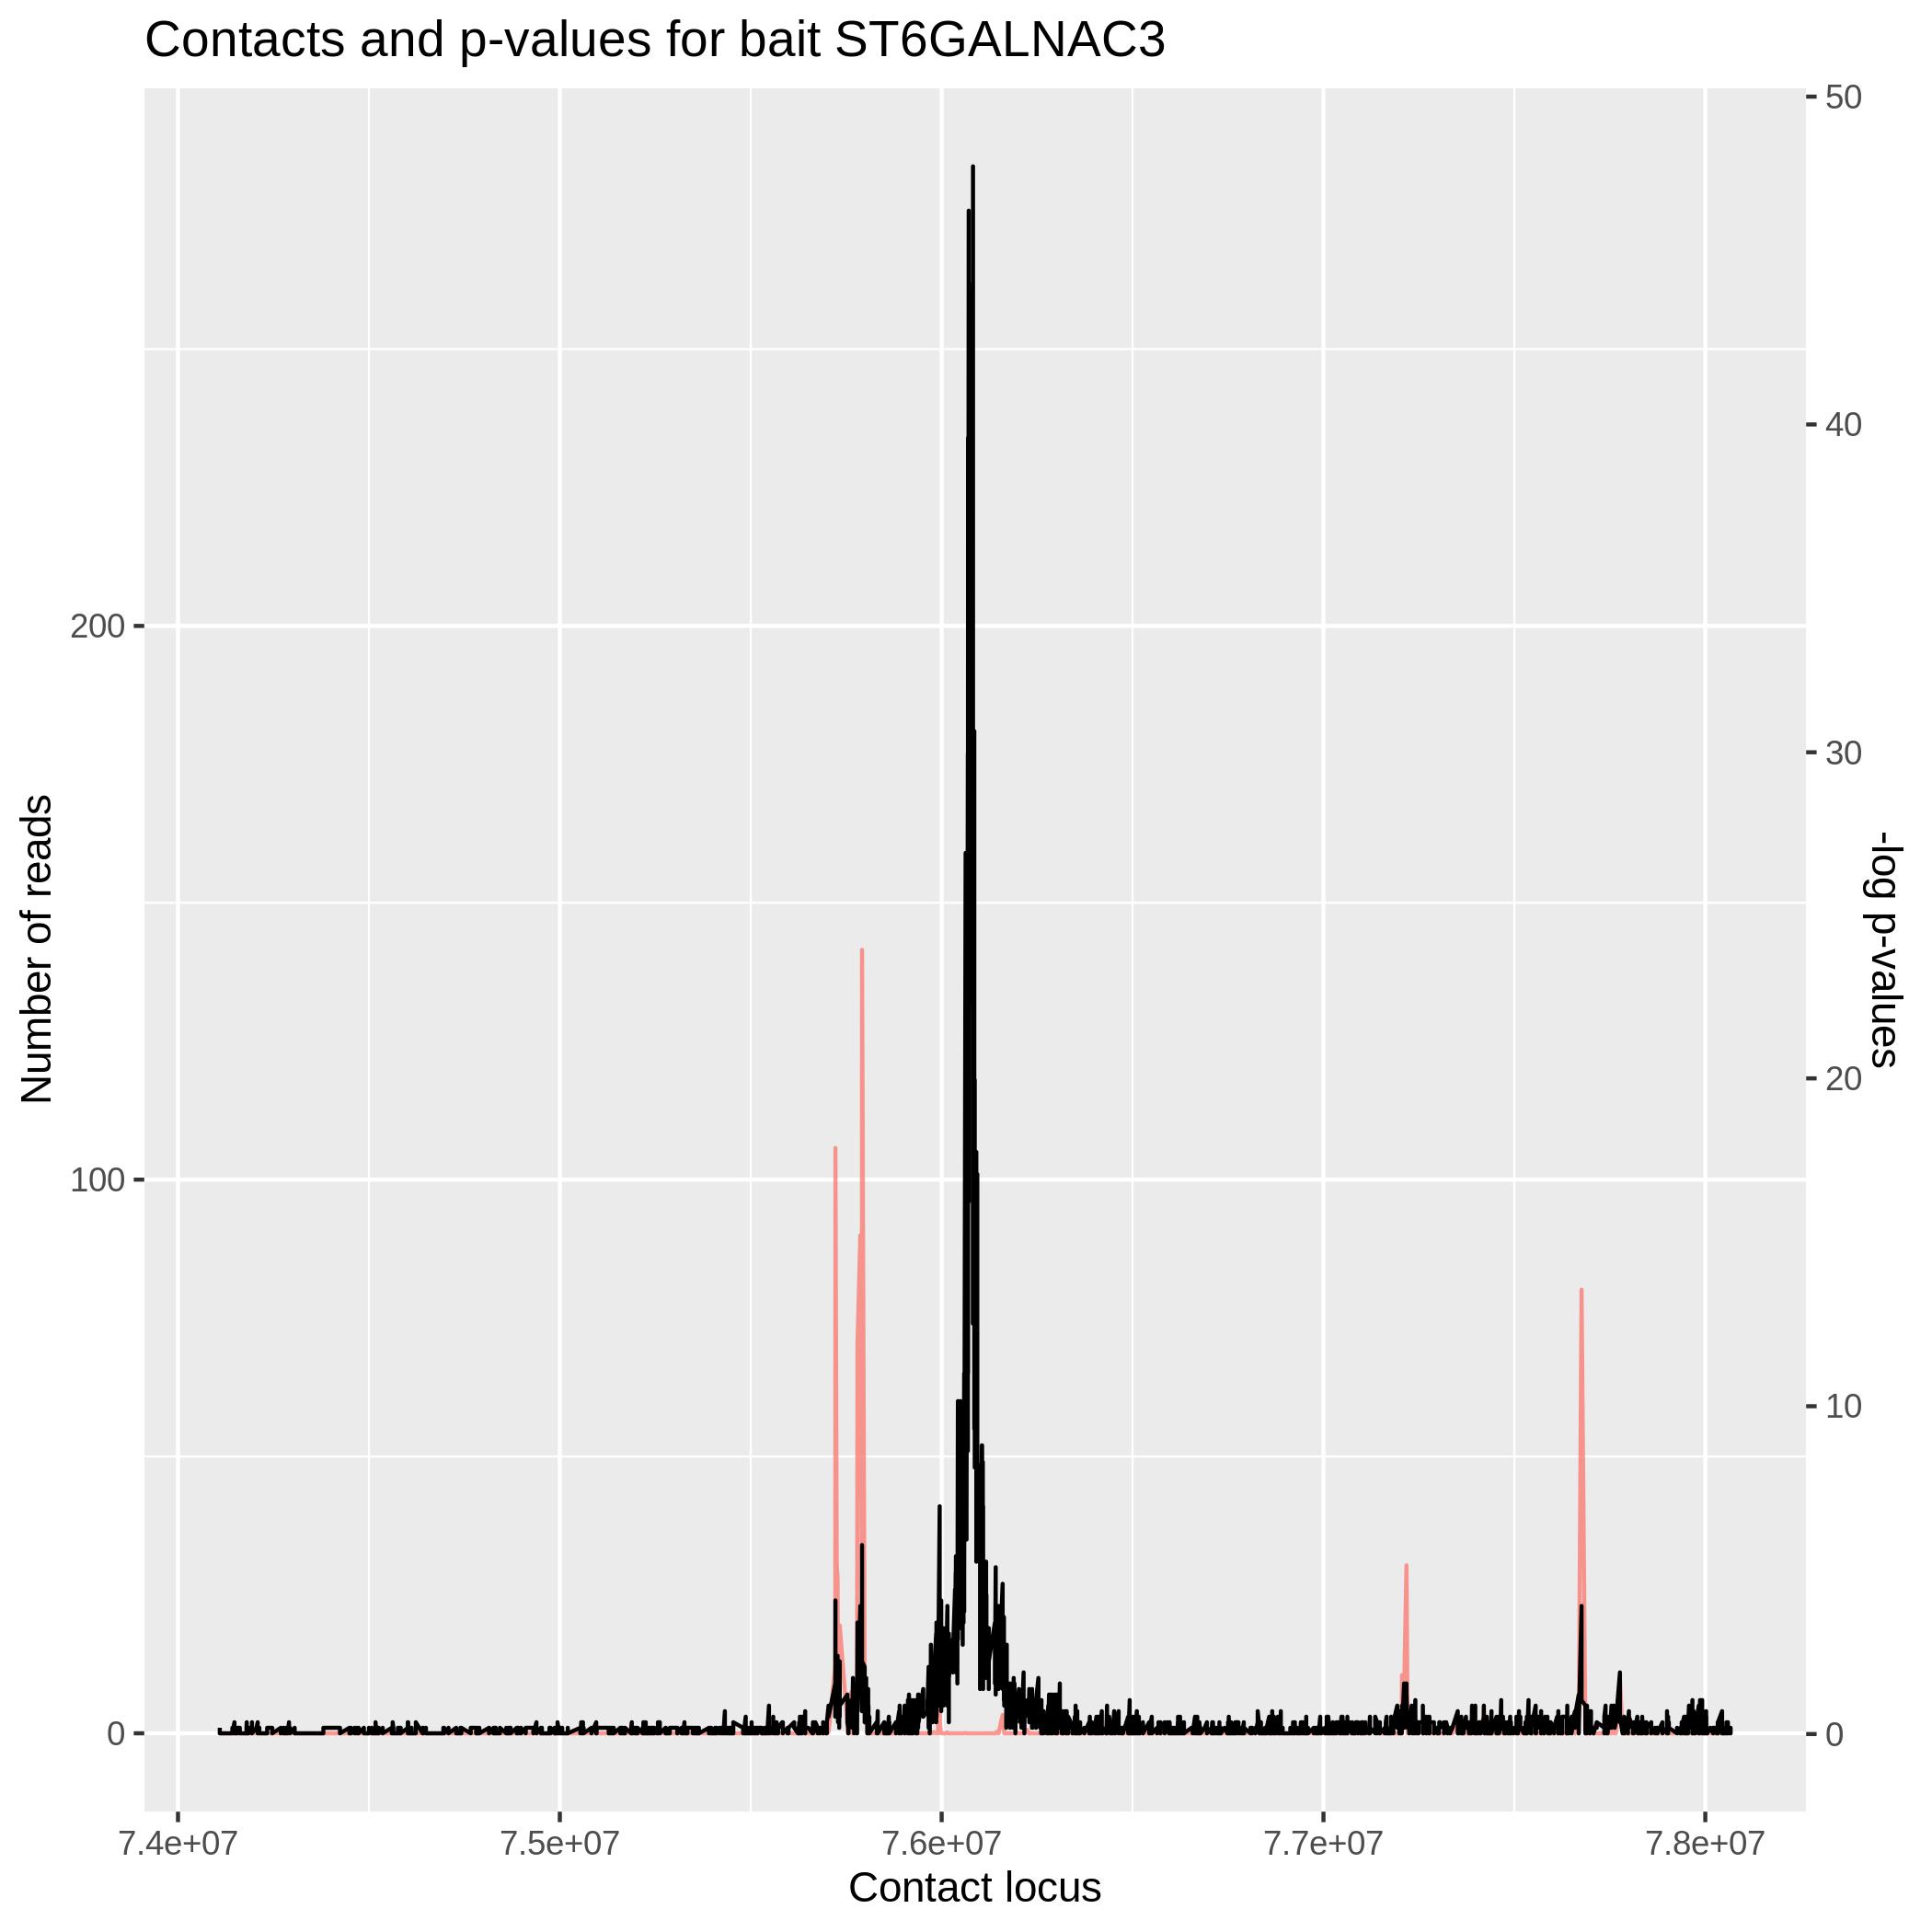 Contacts and p-values for bait ST6GALNAC3
50
40
30
20
10
0
200
100
0
Number of reads
-log p-values
7.4e+07 7.5e+07 7.6e+07 7.7e+07 7.8e+07
Contact locus